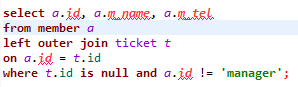 select a.id, a.m_name, a.m_tel
from member a
left outer join ticket t
on a.id = t.id
where t.id is null and a.id != 'manager';